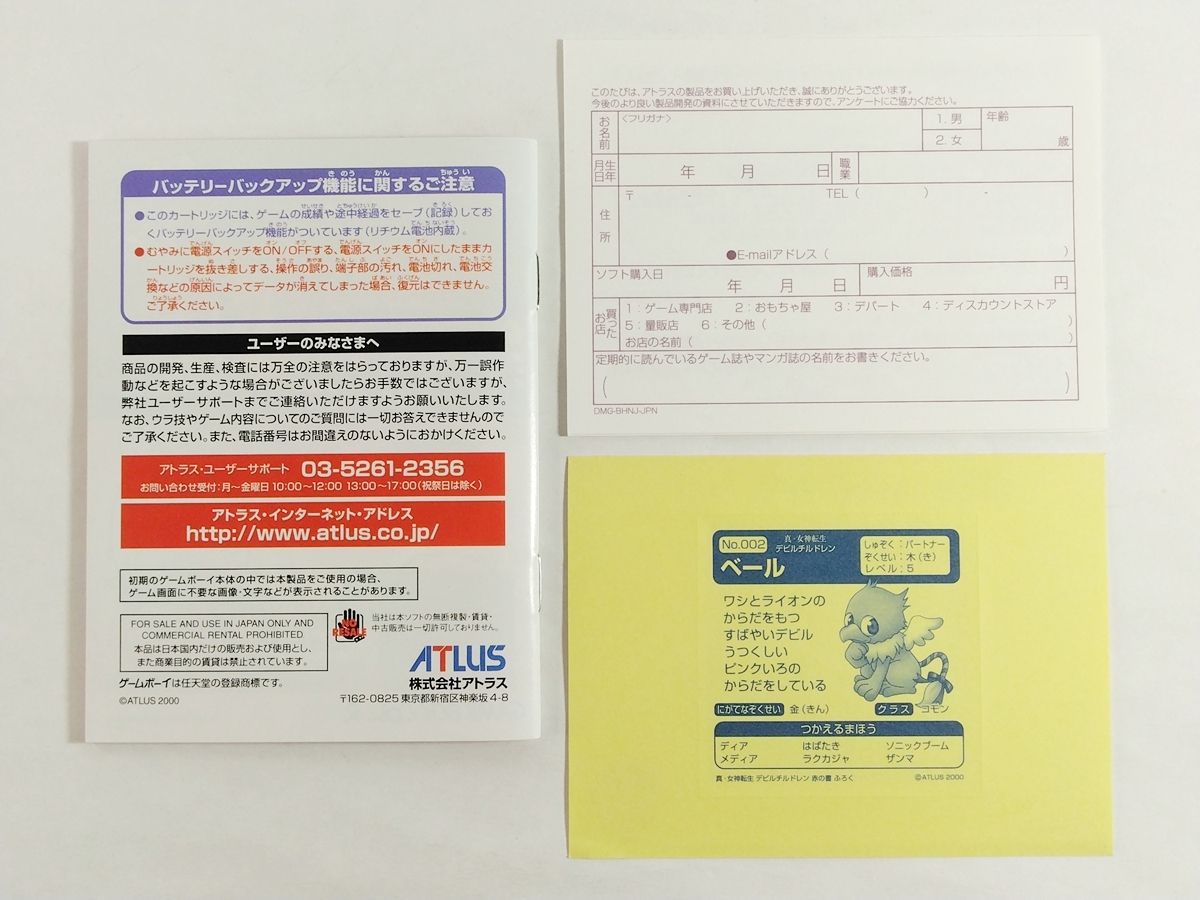 バッテリーバックアップ機能に関するご注意
●このカートリッジには、ゲームの成績や途中経過をセーブ(記録)してお
くバッテリーバックアップ機能がついています(リチウム電池内蔵)。
●むやみに電源スイッチをON/OFFする、電源スイッチをONにしたままカ
ートリッジを抜き差しする、操作の誤り、端子部の汚れ、電池切れ、電池交
換などの原因によってデータが消えてしまった場合、復元はできません。
ご了承ください。
ユーザーのみなさまへ
商品の開発、生産、検査には万全の注意をはらっておりますが、万一誤作
動などを起こすような場合がございましたらお手数ではございますが、
弊社ユーザーサポートまでご連絡いただけますようお願いいたします。
なお、ウラ技やゲーム内容についてのご質問には一切お答えできませんので
ご了承ください。また、電話番号はお間違えのないようにおかけください。
アトラス・ユーザーサポート 03-5261-2356
お問い合わせ受付:月〜金曜日 10:00〜12:00 13:00〜17:00(祝祭日は除く)
アトラス・インターネット・アドレス
http://www.atlus.co.jp/
初期のゲームボーイ本体の中では本製品をご使用の場合、
ゲーム画面に不要な画像・文字などが表示されることがあります。
FOR SALE AND USE IN JAPAN ONLY AND
COMMERCIAL RENTAL PROHIBITED
本品は日本国内だけの販売および使用とし、
また商業目的の賃貸は禁止されています。
NO
RESALE
当社は本ソフトの無断複製・賃貸・
中古販売は一切許可しておりません。
ATLUS
株式会社アトラス
ゲームボーイは任天堂の登録商標です。
©ATLUS 2000
〒162-0825 東京都新宿区神楽坂4-8
このたびは、アトラスの製品をお買い上げいただき、誠にありがとうございます。
今後のより良い製品開発の資料にさせていただきますので、アンケートにご協力ください。
お名前
〈フリガナ〉
1. 男
2. 女
年齢
歳
生年月日
年 月 日
職業
住所
〒 -
TEL ( ) -
●E-mailアドレス ( )
ソフト購入日
年 月 日
購入価格
円
買ったお店
1:ゲーム専門店 2:おもちゃ屋 3:デパート 4:ディスカウントストア
5:量販店 6:その他 ( )
お店の名前 ( )
定期的に読んでいるゲーム誌やマンガ誌の名前をお書きください。
( )
DMG-BHNJ-JPN
No.002
真・女神転生
デビルチルドレン
ベール
しゅぞく:パートナー
ぞくせい:木(き)
レベル:5
ワシとライオンの
からだをもつ
すばやいデビル
うつくしい
ピンクいろの
からだをしている
にがてなぞくせい 金(きん)
クラス コモン
つかえるまほう
ディア はばたき ソニックブーム
メディア ラクカジャ ザンマ
真・女神転生 デビルチルドレン 赤の書 ふろく
©ATLUS 2000